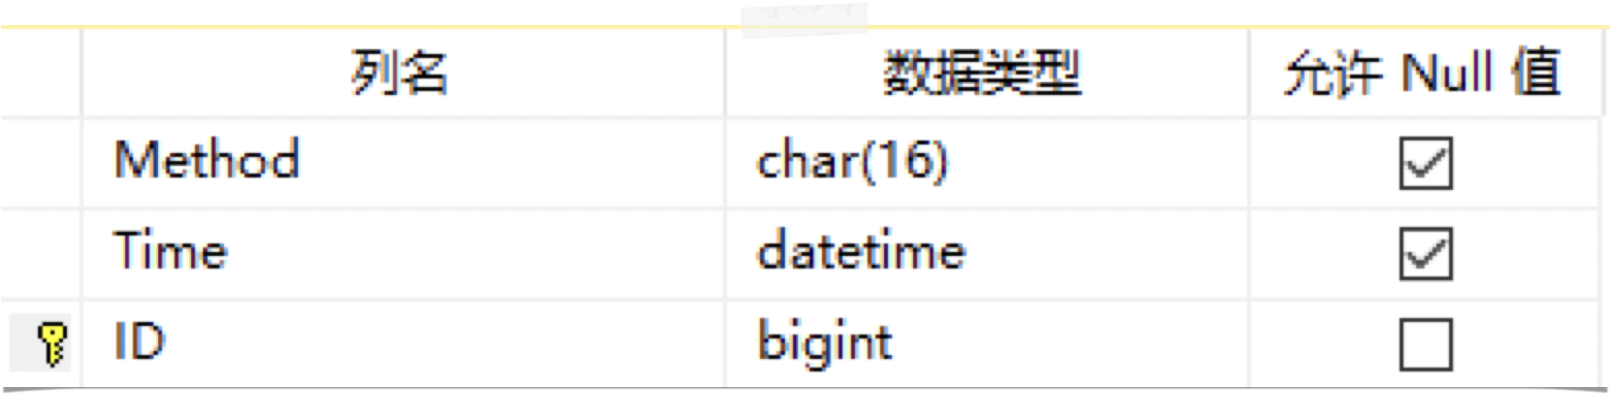 列名 数据类型 允许 Null 值
Method char(16)
Time datetime
ID bigint